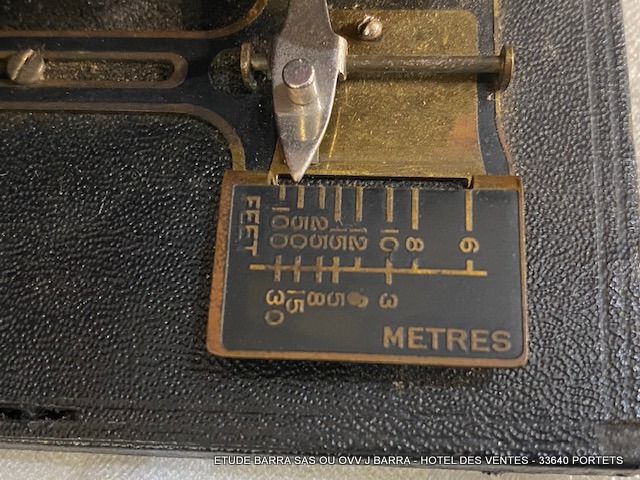 FEET 100 50 25 15 12 10 8 6
30 15 8 5 3
METRES
ETUDE BARRA SAS OU OVV J BARRA - HOTEL DES VENTES - 33640 PORTETS